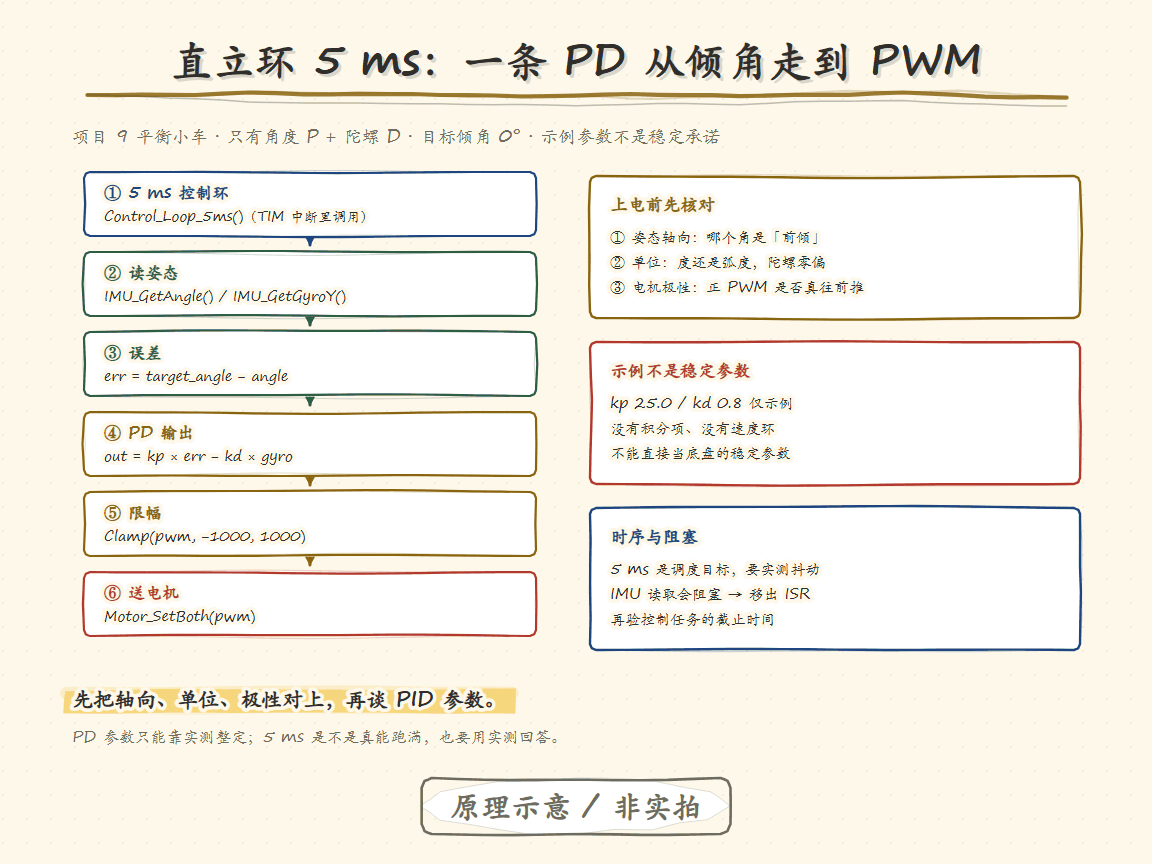 直立环 5 ms：一条 PD 从倾角走到 PWM
项目 9 平衡小车 · 只有角度 P + 陀螺 D · 目标倾角 0° · 示例参数不是稳定承诺
① 5 ms 控制环
Control_Loop_5ms()（TIM 中断里调用）
② 读姿态
IMU_GetAngle() / IMU_GetGyroY()
③ 误差
err = target_angle − angle
④ PD 输出
out = kp × err − kd × gyro
⑤ 限幅
Clamp(pwm, −1000, 1000)
⑥ 送电机
Motor_SetBoth(pwm)
上电前先核对
① 姿态轴向：哪个角是「前倾」
② 单位：度还是弧度，陀螺零偏
③ 电机极性：正 PWM 是否真往前推
示例不是稳定参数
kp 25.0 / kd 0.8 仅示例
没有积分项、没有速度环
不能直接当底盘的稳定参数
时序与阻塞
5 ms 是调度目标，要实测抖动
IMU 读取会阻塞 → 移出 ISR
再验控制任务的截止时间
先把轴向、单位、极性对上，再谈 PID 参数。
PD 参数只能靠实测整定；5 ms 是不是真能跑满，也要用实测回答。
原理示意 / 非实拍